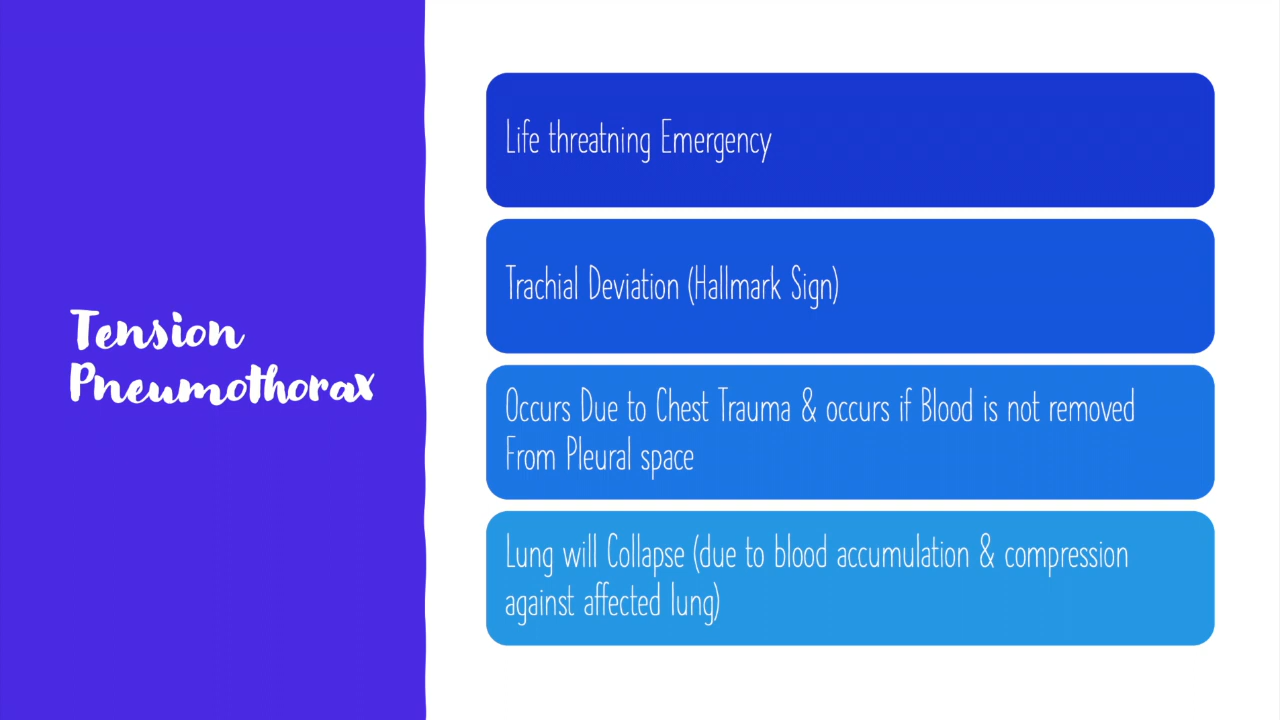 Tension
Pneumothorax
Life threatning Emergency
Trachial Deviation (Hallmark Sign)
Occurs Due to Chest Trauma & occurs if Blood is not removed
From Pleural space
Lung will Collapse (due to blood accumulation & compression
against affected lung)